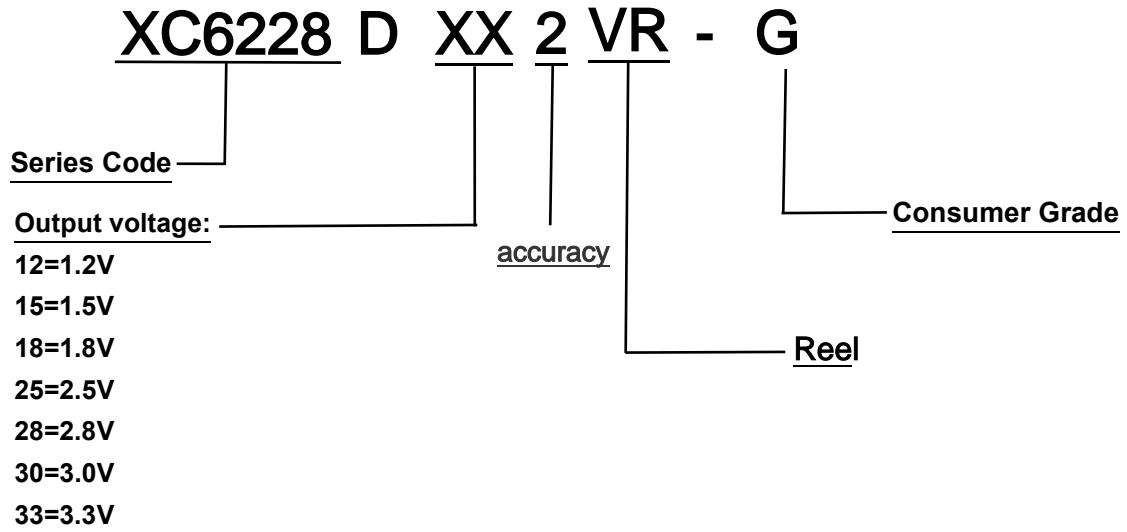 XC6228 D XX 2 VR - G
Series Code
Output voltage:
Consumer Grade
accuracy
12=1.2V
15=1.5V
18=1.8V
Reel
25=2.5V
28=2.8V
30=3.0V
33=3.3V